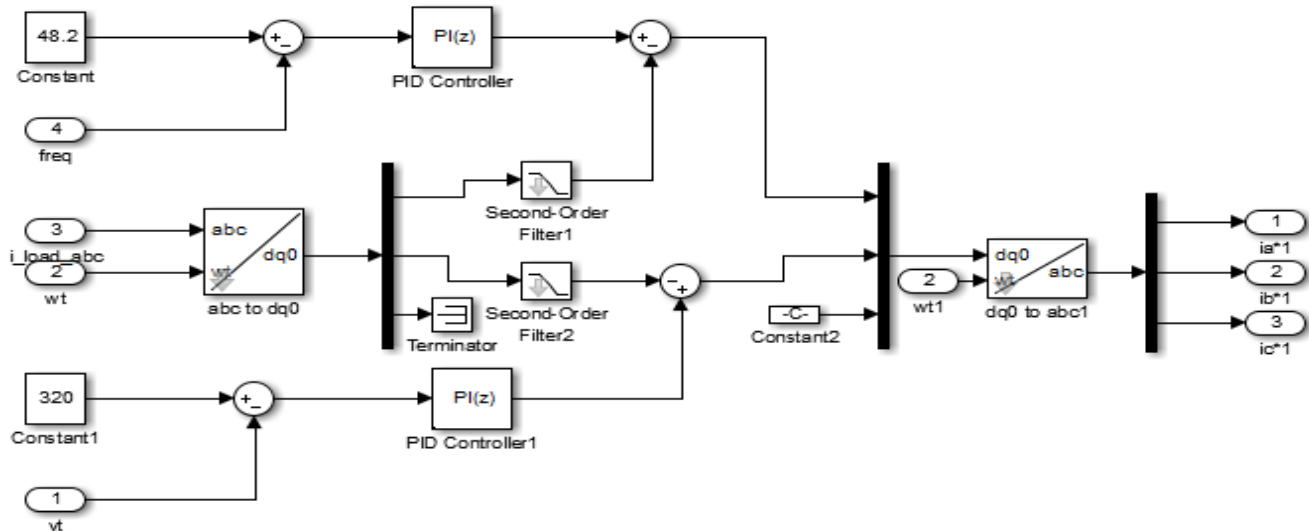 48.2
Constant
+
−
PI(z)
PID Controller
+
−
4
freq
3
i_load_abc
2
wt
abc
wt
dq0
abc to dq0
Second-Order
Filter1
Second-Order
Filter2
Terminator
−
+
-C-
Constant2
2
wt1
dq0
wt
abc
dq0 to abc1
1
ia*1
2
ib*1
3
ic*1
320
Constant1
+
−
PI(z)
PID Controller1
1
vt